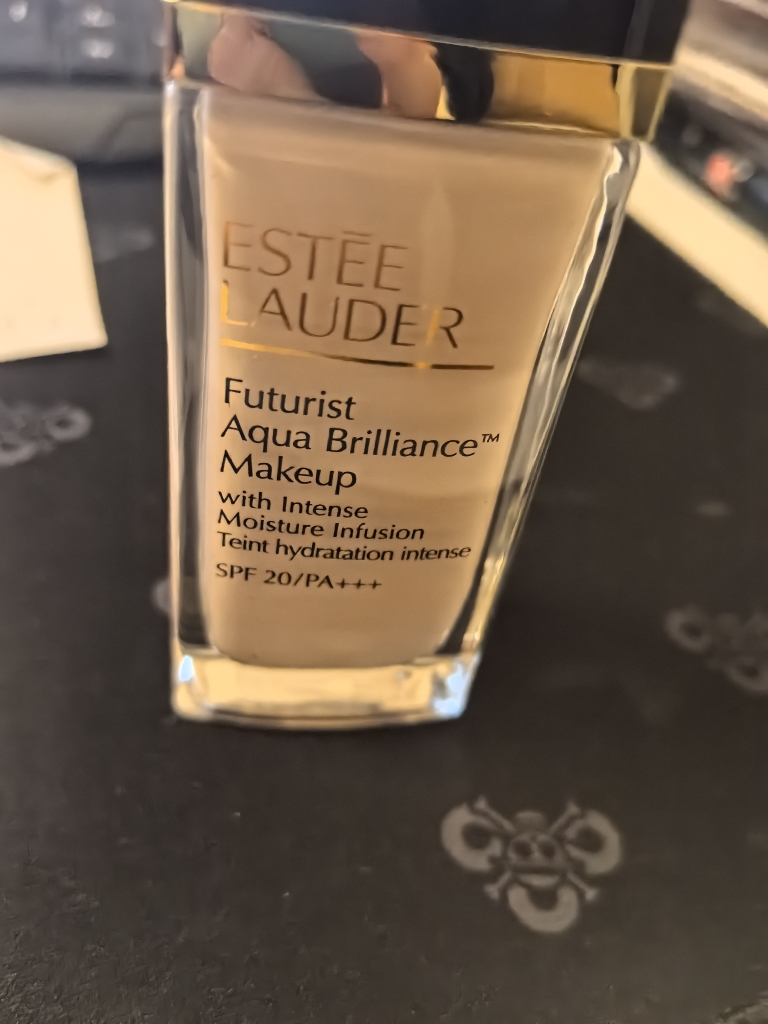 ESTĒE
LAUDER
Futurist
Aqua Brilliance™
Makeup
with Intense
Moisture Infusion
Teint hydratation intense
SPF 20/PA+++